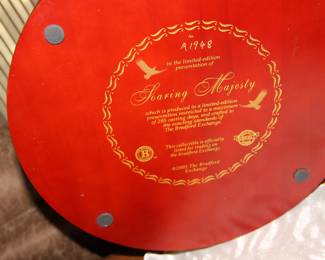 A1948
in the limited-edition
presentation of
Soaring Majesty
which is produced in a limited-edition
presentation restricted to a maximum
of 295 casting days, and crafted to
the exacting standards of
The Bradford Exchange.
This collectible is officially
listed for trading on
The Bradford Exchange.
B
©2003 The Bradford
Exchange